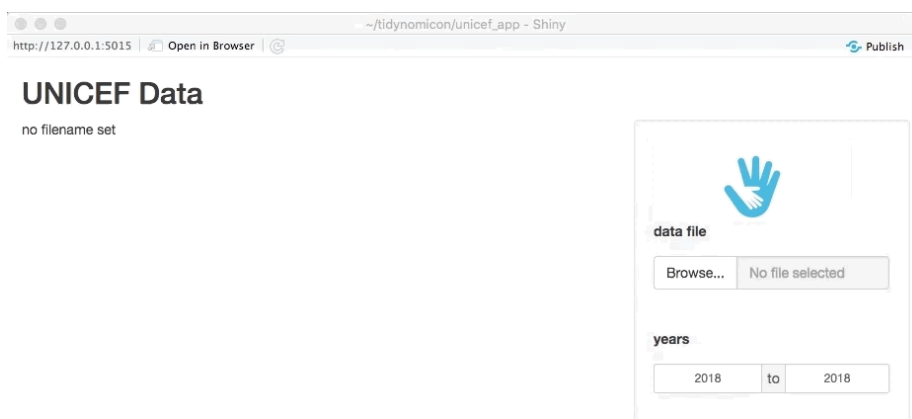 ~/tidynomicon/unicef_app - Shiny
http://127.0.0.1:5015 Open in Browser Publish
UNICEF Data
no filename set
data file
Browse... No file selected
years
2018 to 2018